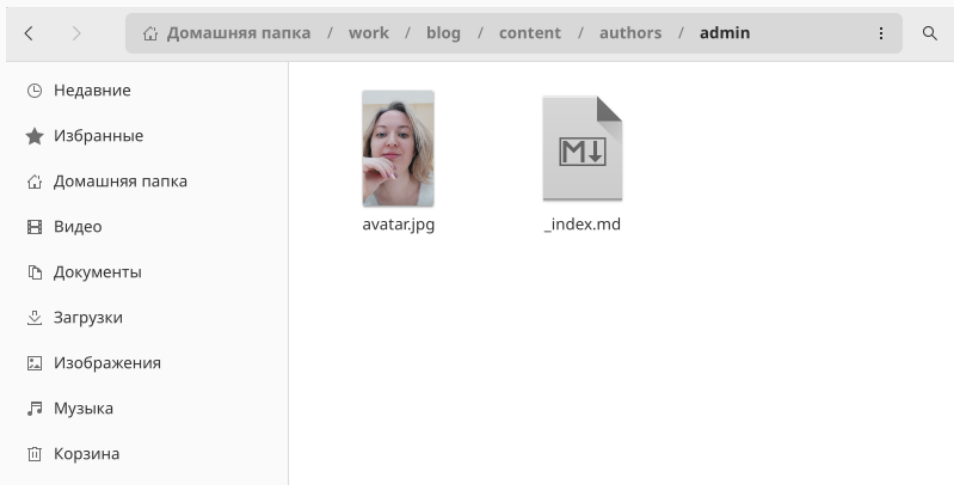 Домашняя папка / work / blog / content / authors / admin
Недавние
Избранные
Домашняя папка
Видео
Документы
Загрузки
Изображения
Музыка
Корзина
avatar.jpg
M
_index.md